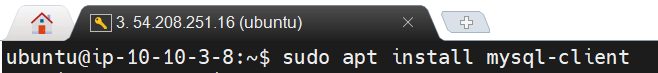 3. 54.208.251.16 (ubuntu)
ubuntu@ip-10-10-3-8:~$ sudo apt install mysql-client